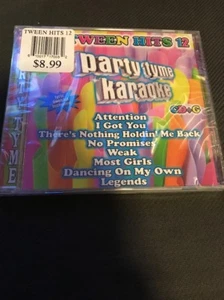 TWEEN HITS 12
$8.99
TWEEN HITS 12
party tyme
karaoke
CD+G
Attention
I Got You
There's Nothing Holdin' Me Back
No Promises
Weak
Most Girls
Dancing On My Own
Legends